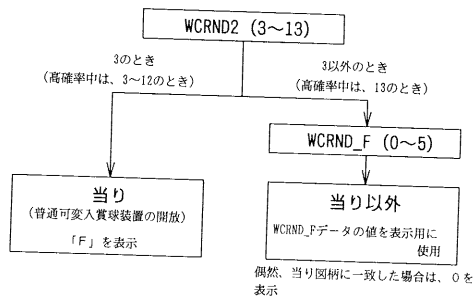 WCRND2 (3～13)
3のとき
(高確率中は、3～12のとき)
3以外のとき
(高確率中は、13のとき)
WCRND_F (0～5)
当り
(普通可変入賞球装置の開放)
「F」を表示
当り以外
WCRND_Fデータの値を表示用に
使用
偶然、当り図柄に一致した場合は、0を
表示